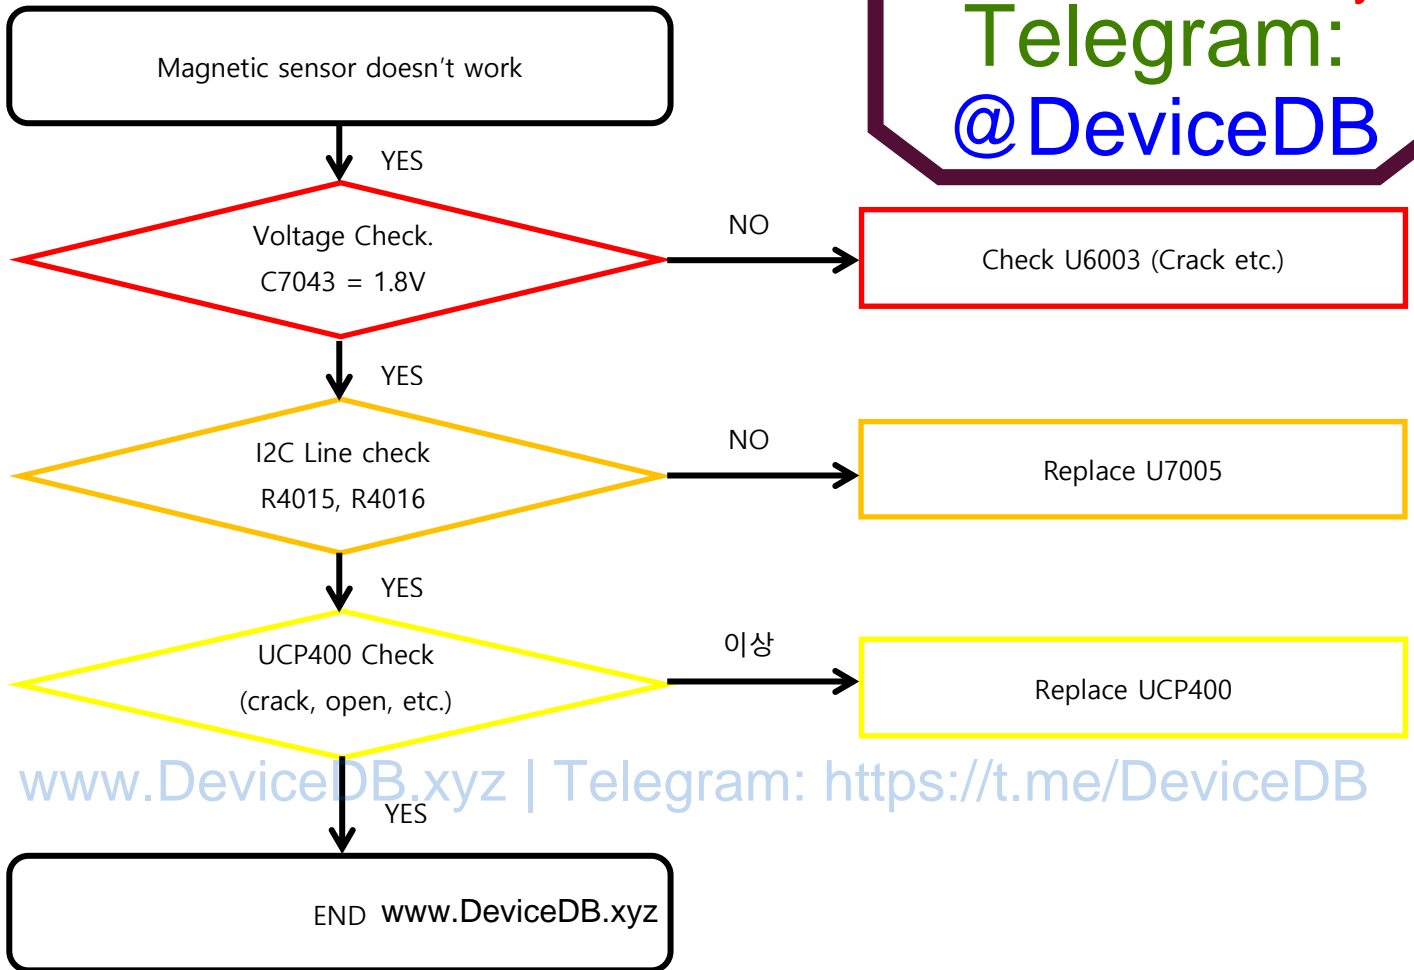 Telegram:
@DeviceDB
Magnetic sensor doesn't work
YES
Voltage Check.
C7043 = 1.8V
NO
Check U6003 (Crack etc.)
YES
I2C Line check
R4015, R4016
NO
Replace U7005
YES
UCP400 Check
(crack, open, etc.)
이상
Replace UCP400
www.DeviceDB.xyz | Telegram: https://t.me/DeviceDB
YES
END www.DeviceDB.xyz